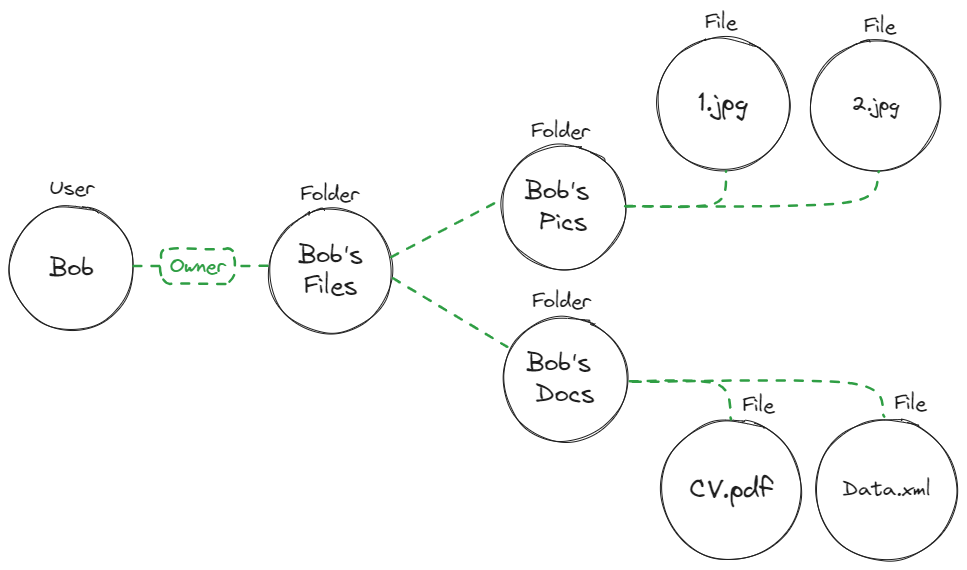 User
Bob
Owner
Folder
Bob's
Files
Folder
Bob's
Pics
File
1.jpg
File
2.jpg
Folder
Bob's
Docs
File
CV.pdf
File
Data.xml